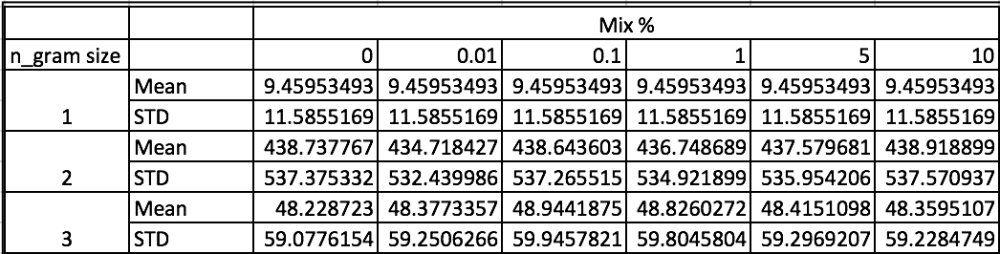 Mix %
n_gram size 0 0.01 0.1 1 5 10
Mean 9.45953493 9.45953493 9.45953493 9.45953493 9.45953493 9.45953493
1 STD 11.5855169 11.5855169 11.5855169 11.5855169 11.5855169 11.5855169
Mean 438.737767 434.718427 438.643603 436.748689 437.579681 438.918899
2 STD 537.375332 532.439986 537.265515 534.921899 535.954206 537.570937
Mean 48.228723 48.3773357 48.9441875 48.8260272 48.4151098 48.3595107
3 STD 59.0776154 59.2506266 59.9457821 59.8045804 59.2969207 59.2284749